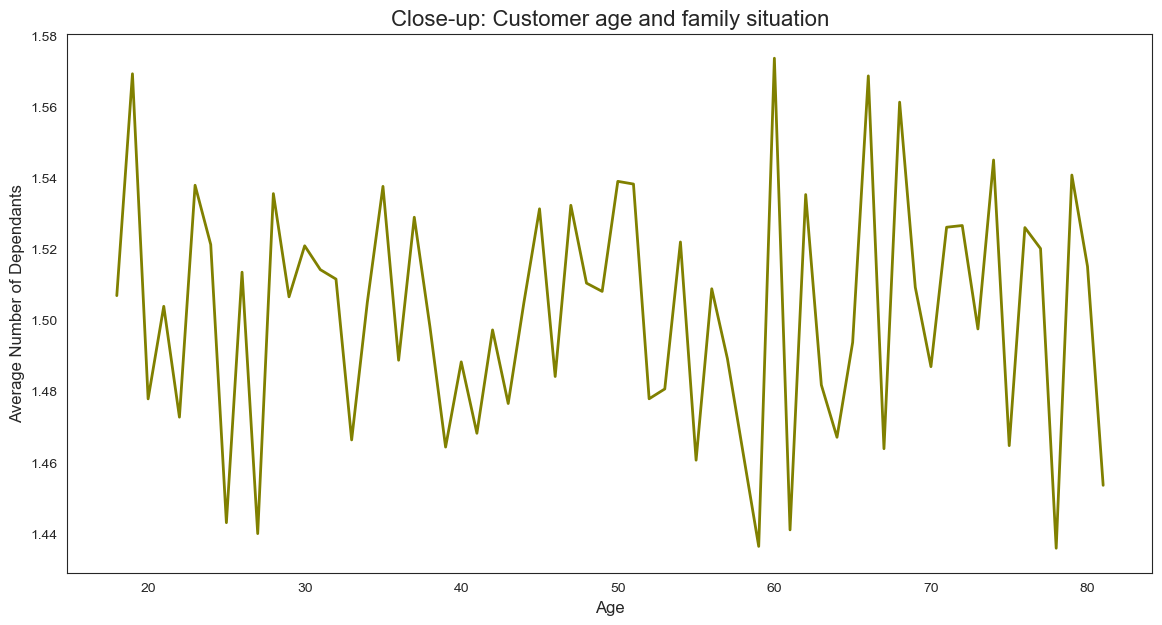 Close-up: Customer age and family situation
1.58
1.56
1.54
1.52
1.50
1.48
1.46
1.44
Average Number of Dependants
20 30 40 50 60 70 80
Age